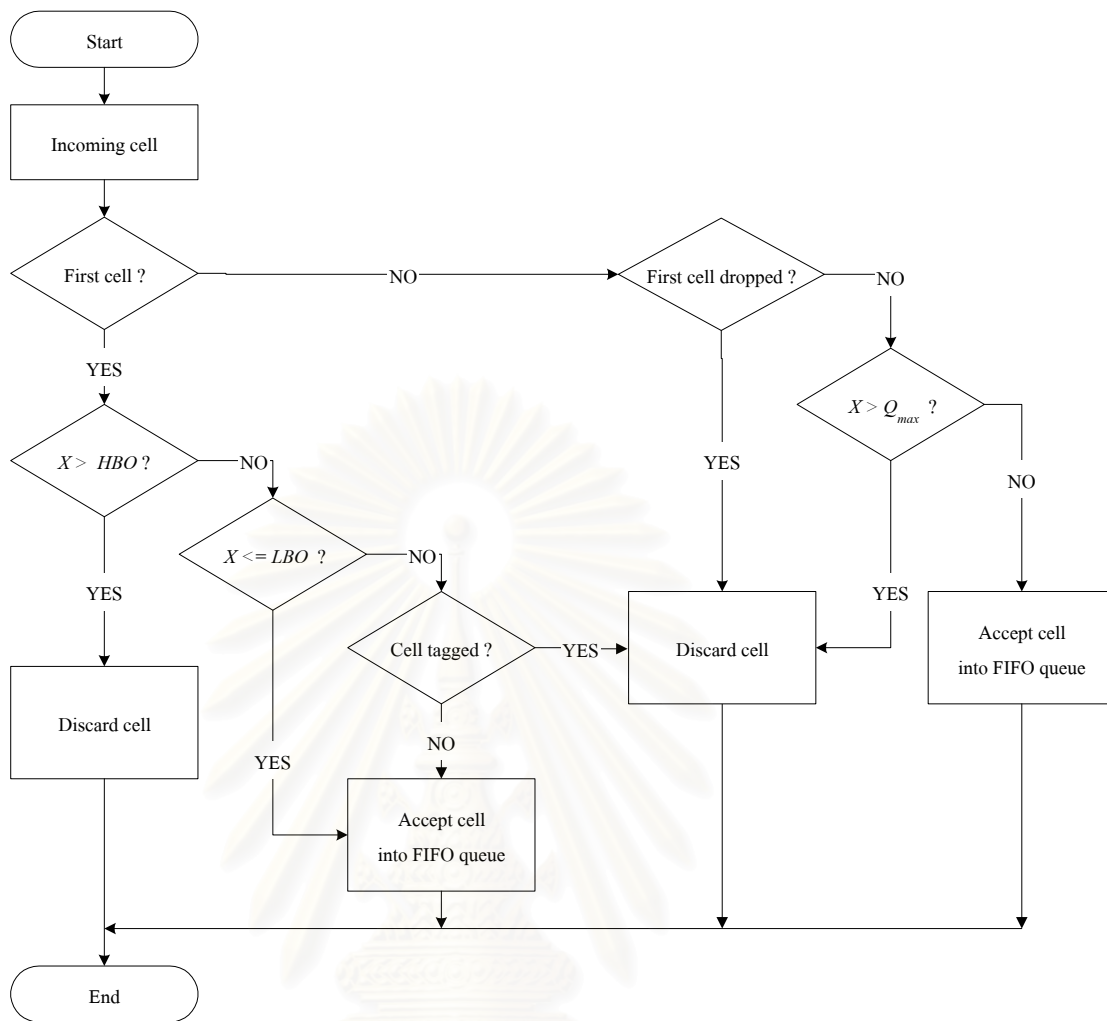 Start
Incoming cell
First cell ?
NO
First cell dropped ?
NO
YES
X > Q_max ?
X > HBO ?
NO
YES
NO
X <= LBO ?
NO
YES
YES
Cell tagged ?
YES
Discard cell
Accept cell
into FIFO queue
Discard cell
NO
YES
Accept cell
into FIFO queue
End